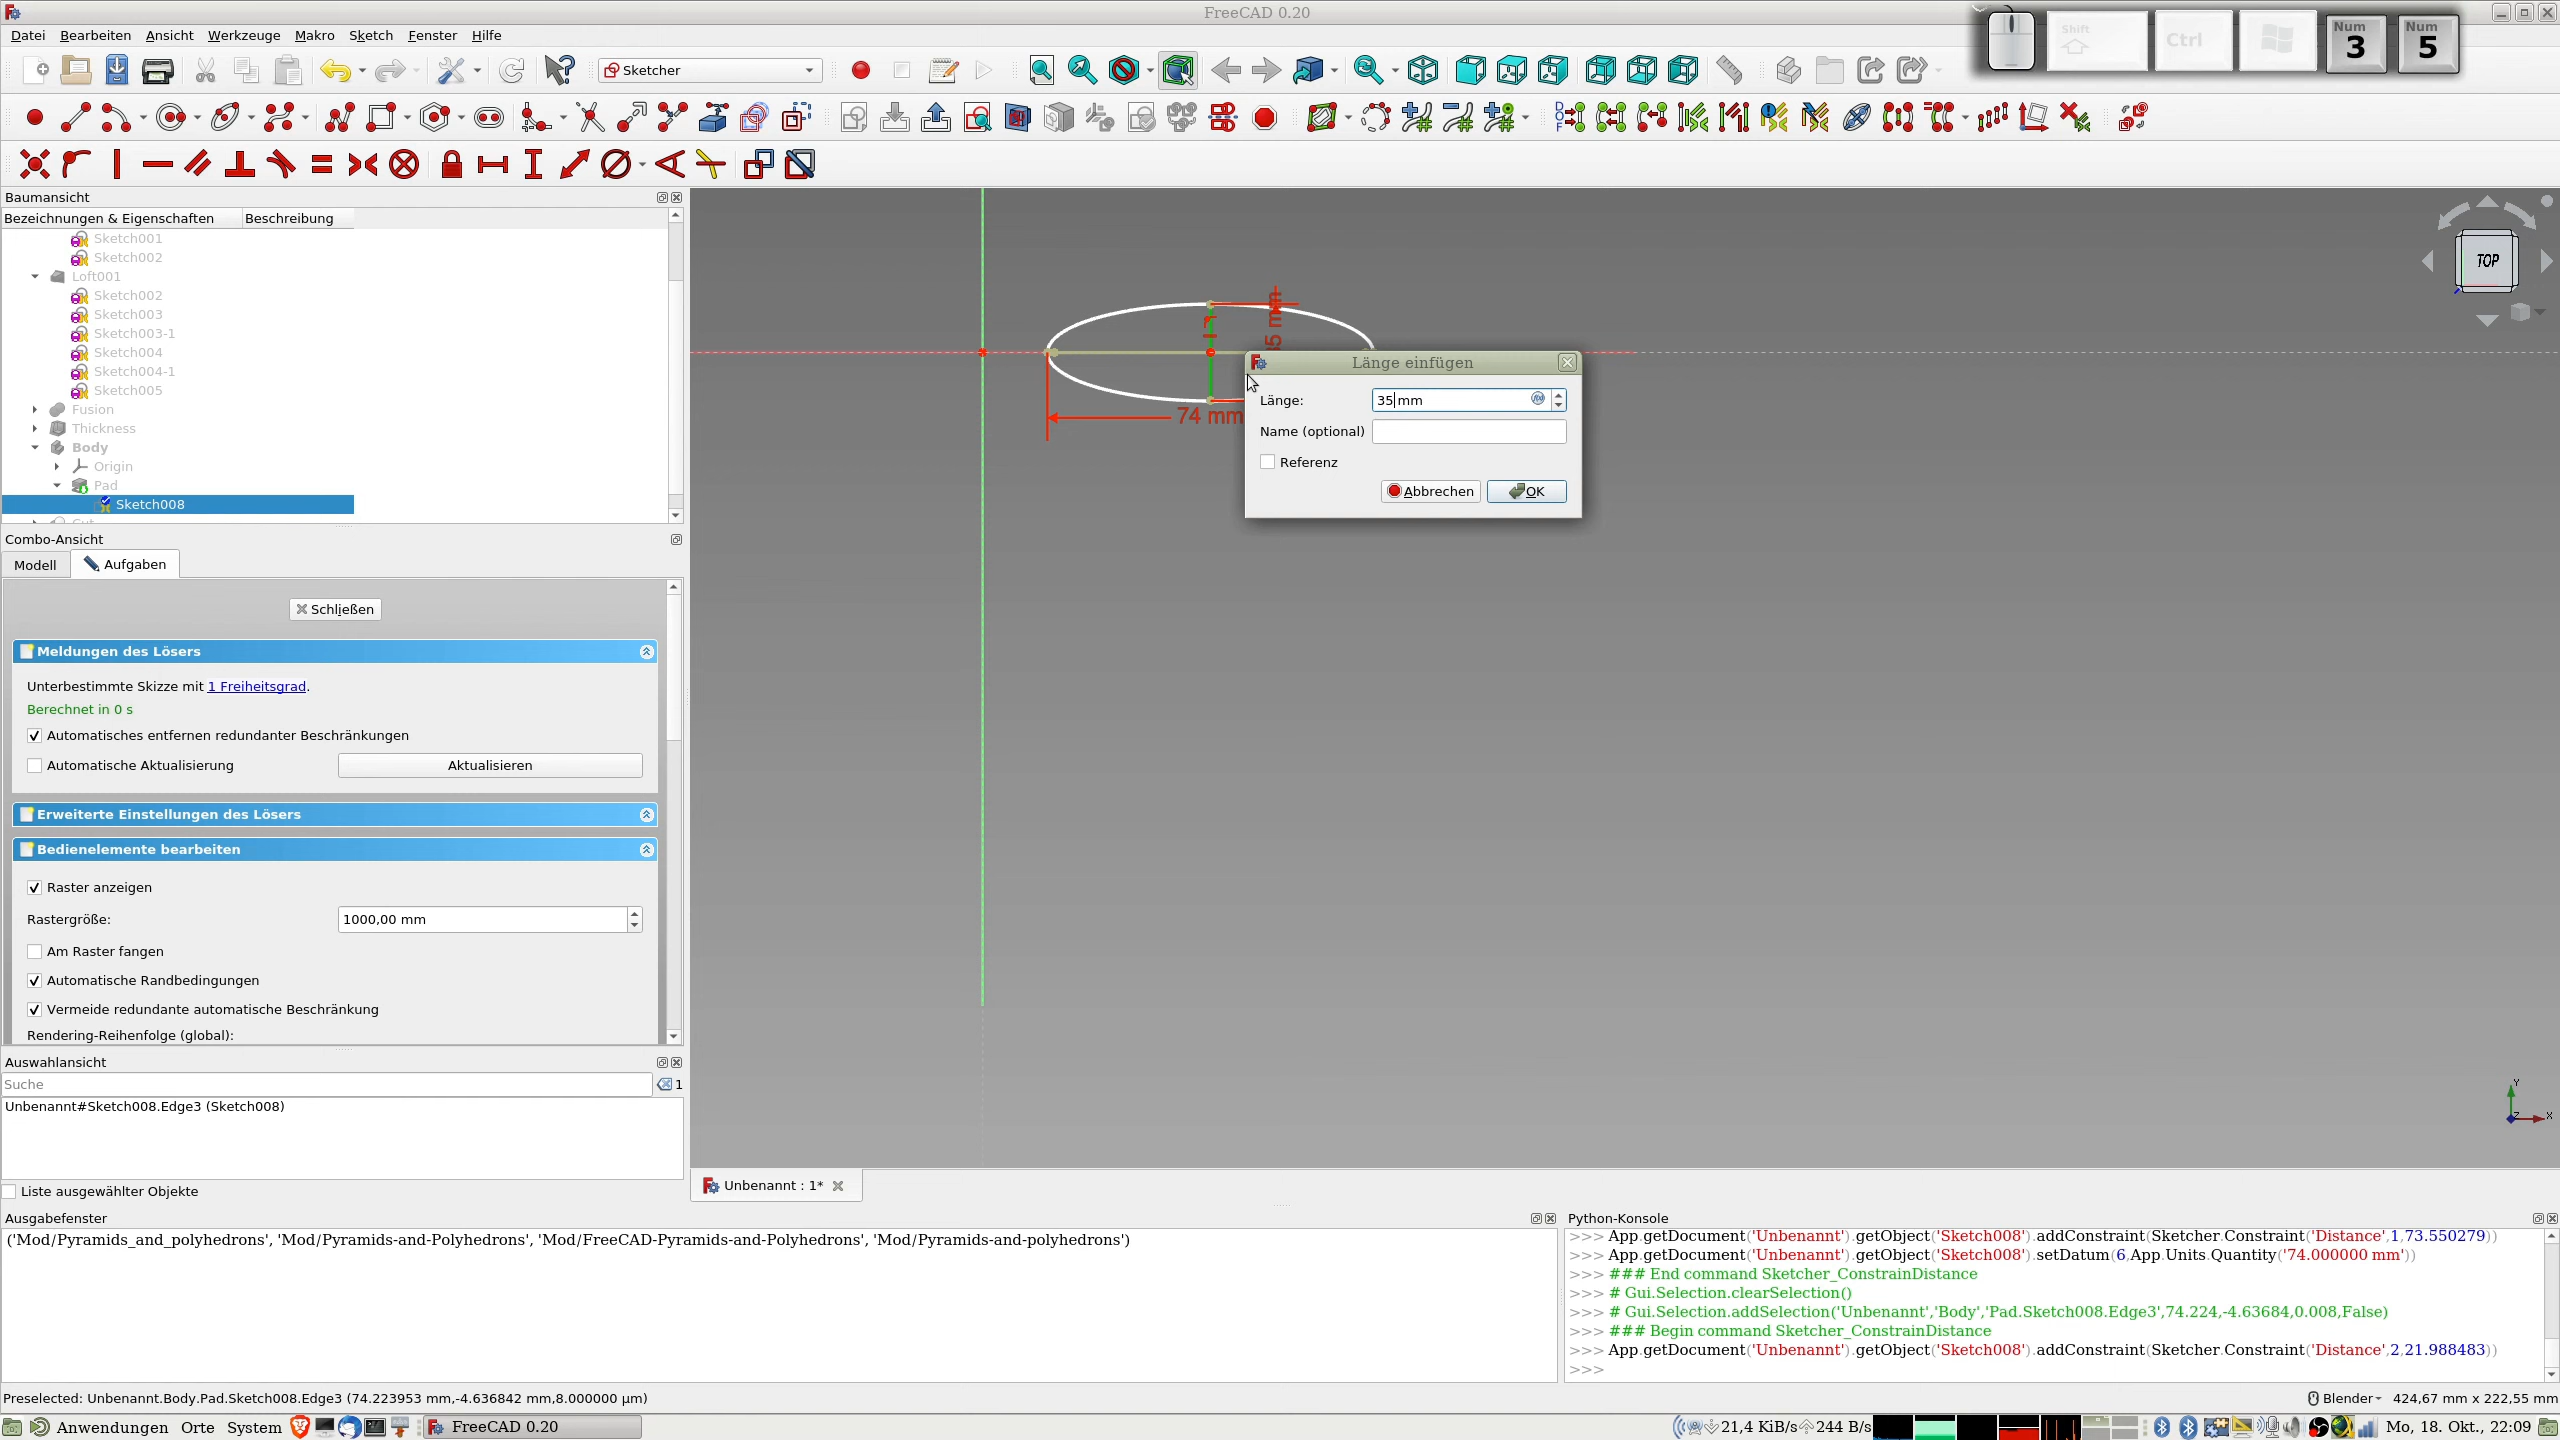 FreeCAD 0.20
Datei Bearbeiten Ansicht Werkzeuge Makro Sketch Fenster Hilfe
Shift
Ctrl
Num
3
Num
5
Sketcher
Baumansicht
Bezeichnungen & Eigenschaften Beschreibung
Sketch001
Sketch002
Loft001
Sketch002
Sketch003
Sketch003-1
Sketch004
Sketch004-1
Sketch005
Fusion
Thickness
Body
Origin
Pad
Sketch008
Combo-Ansicht
Modell Aufgaben
Schließen
Meldungen des Lösers
Unterbestimmte Skizze mit 1 Freiheitsgrad.
Berechnet in 0 s
Automatisches entfernen redundanter Beschränkungen
Automatische Aktualisierung Aktualisieren
Erweiterte Einstellungen des Lösers
Bedienelemente bearbeiten
Raster anzeigen
Rastergröße: 1000,00 mm
Am Raster fangen
Automatische Randbedingungen
Vermeide redundante automatische Beschränkung
Rendering-Reihenfolge (global):
Auswahlansicht
Suche 1
Unbenannt#Sketch008.Edge3 (Sketch008)
Liste ausgewählter Objekte
TOP
35 mm
74 mm
Länge einfügen
Länge: 35 mm
Name (optional)
Referenz
Abbrechen OK
Y
Z
X
Unbenannt : 1*
Ausgabefenster
('Mod/Pyramids_and_polyhedrons', 'Mod/Pyramids-and-Polyhedrons', 'Mod/FreeCAD-Pyramids-and-Polyhedrons', 'Mod/Pyramids-and-polyhedrons')
Python-Konsole
>>> App.getDocument('Unbenannt').getObject('Sketch008').addConstraint(Sketcher.Constraint('Distance',1,73.550279))
>>> App.getDocument('Unbenannt').getObject('Sketch008').setDatum(6,App.Units.Quantity('74.000000 mm'))
>>> ### End command Sketcher_ConstrainDistance
>>> # Gui.Selection.clearSelection()
>>> # Gui.Selection.addSelection('Unbenannt','Body','Pad.Sketch008.Edge3',74.224,-4.63684,0.008,False)
>>> ### Begin command Sketcher_ConstrainDistance
>>> App.getDocument('Unbenannt').getObject('Sketch008').addConstraint(Sketcher.Constraint('Distance',2,21.988483))
>>>
Preselected: Unbenannt.Body.Pad.Sketch008.Edge3 (74.223953 mm,-4.636842 mm,8.000000 µm)
Blender 424,67 mm x 222,55 mm
Anwendungen Orte System FreeCAD 0.20 21,4 KiB/s 244 B/s Mo, 18. Okt., 22:09